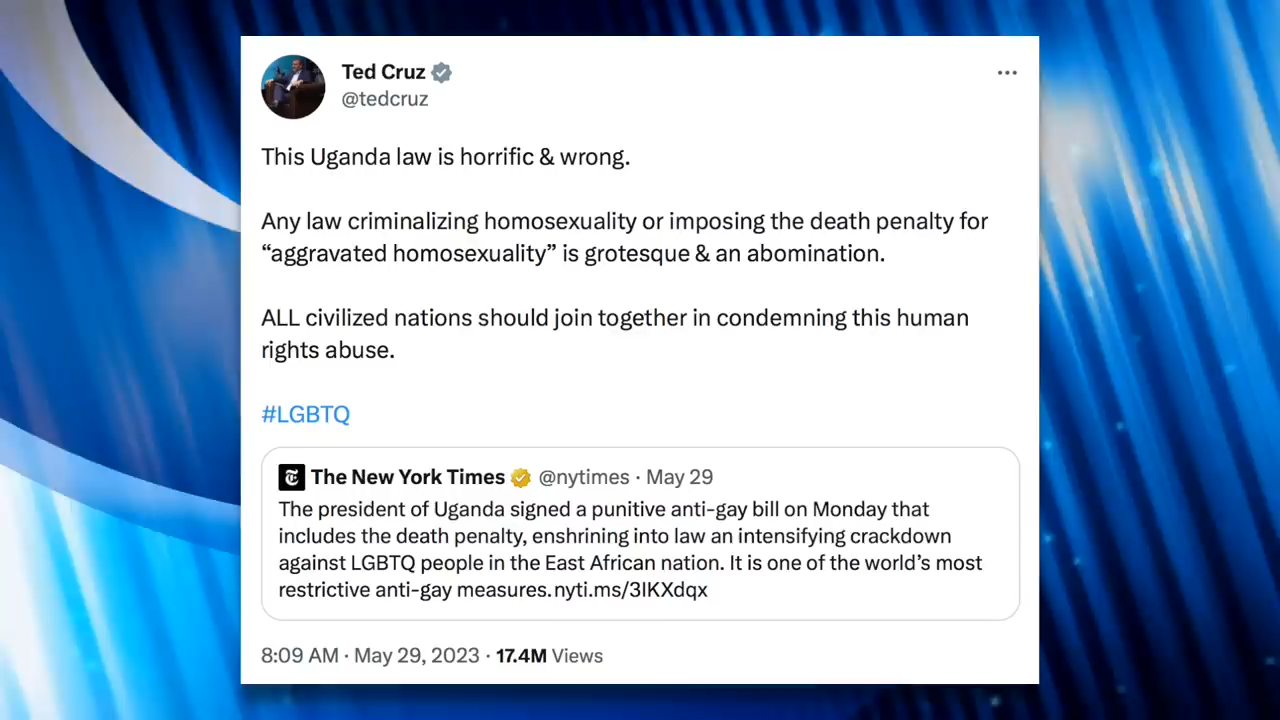 Ted Cruz
@tedcruz
This Uganda law is horrific & wrong.
Any law criminalizing homosexuality or imposing the death penalty for
“aggravated homosexuality” is grotesque & an abomination.
ALL civilized nations should join together in condemning this human
rights abuse.
#LGBTQ
The New York Times @nytimes · May 29
The president of Uganda signed a punitive anti-gay bill on Monday that
includes the death penalty, enshrining into law an intensifying crackdown
against LGBTQ people in the East African nation. It is one of the world’s most
restrictive anti-gay measures. nyti.ms/3IKXdqx
8:09 AM · May 29, 2023 · 17.4M Views